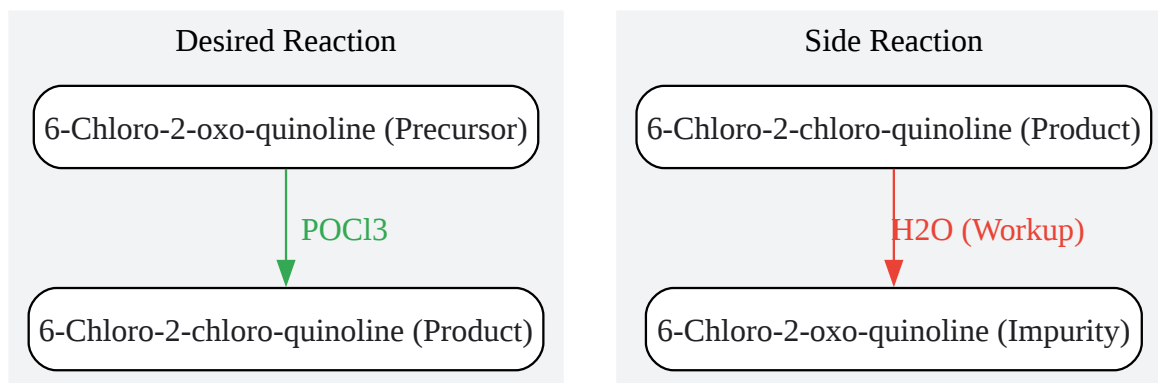 Desired Reaction
6-Chloro-2-oxo-quinoline (Precursor)
POCl3
6-Chloro-2-chloro-quinoline (Product)
Side Reaction
6-Chloro-2-chloro-quinoline (Product)
H2O (Workup)
6-Chloro-2-oxo-quinoline (Impurity)